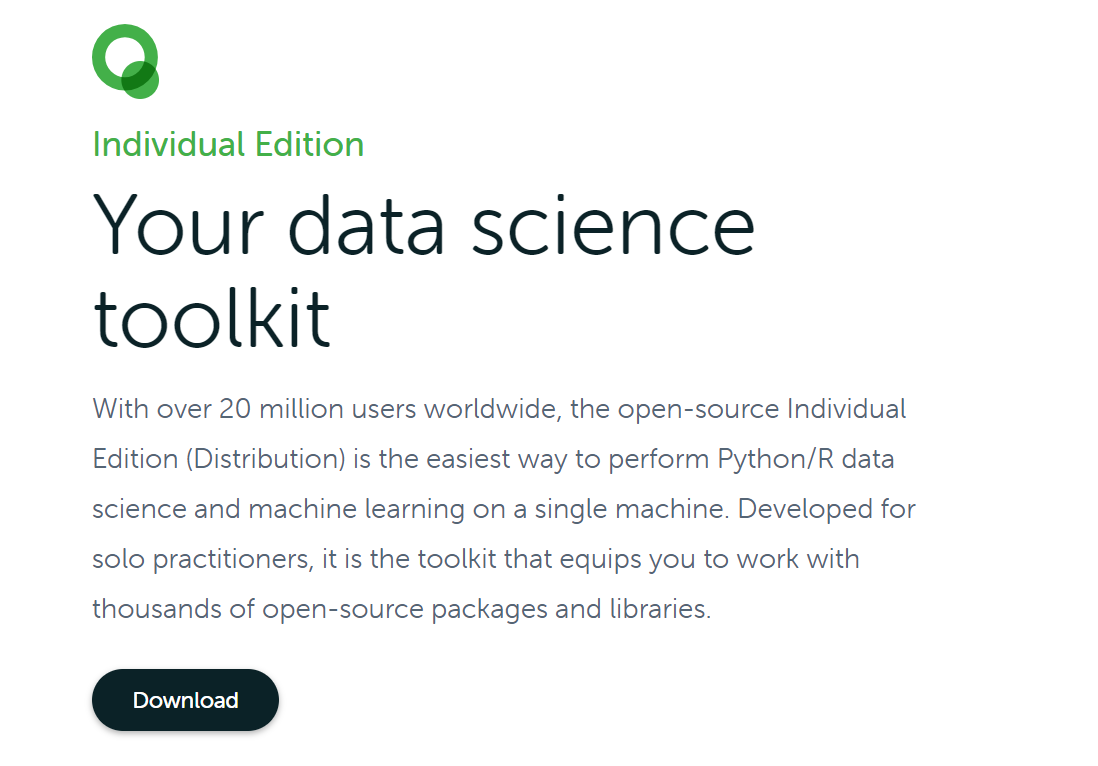 Individual Edition
Your data science
toolkit
With over 20 million users worldwide, the open-source Individual
Edition (Distribution) is the easiest way to perform Python/R data
science and machine learning on a single machine. Developed for
solo practitioners, it is the toolkit that equips you to work with
thousands of open-source packages and libraries.
Download